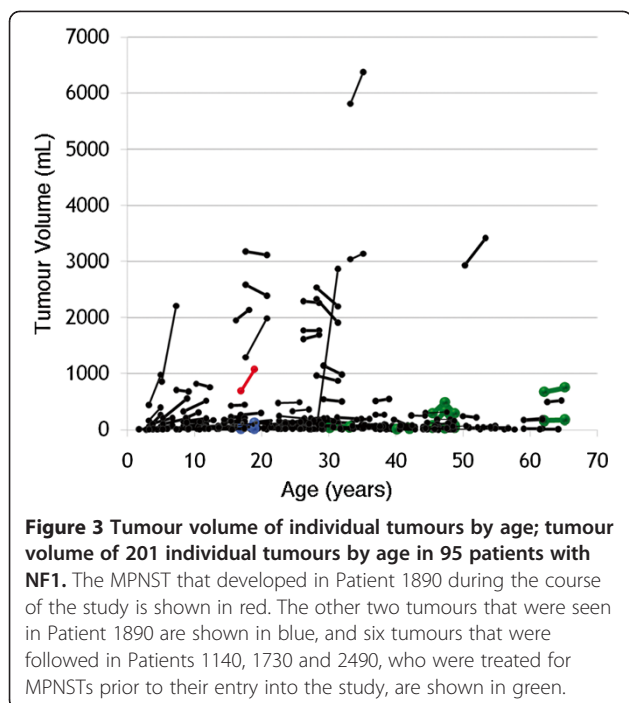 7000
6000
5000
4000
3000
2000
1000
0
Tumour Volume (mL)
0 10 20 30 40 50 60 70
Age (years)
Figure 3 Tumour volume of individual tumours by age; tumour
volume of 201 individual tumours by age in 95 patients with
NF1. The MPNST that developed in Patient 1890 during the course
of the study is shown in red. The other two tumours that were seen
in Patient 1890 are shown in blue, and six tumours that were
followed in Patients 1140, 1730 and 2490, who were treated for
MPNSTs prior to their entry into the study, are shown in green.